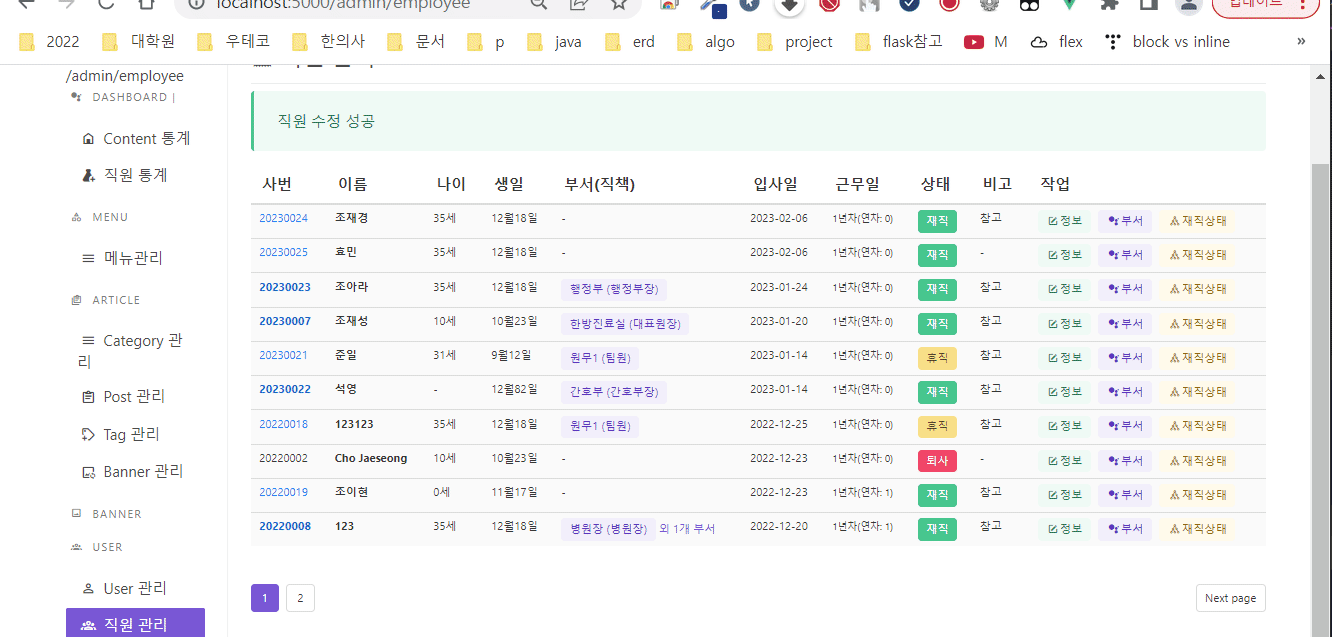 localhost:5000/admin/employee
업데이트
2022 대학원 우테코 한의사 문서 p java erd algo project flask참고 M flex block vs inline »
/admin/employee
DASHBOARD |
Content 통계
직원 통계
MENU
메뉴관리
ARTICLE
Category 관
리
Post 관리
Tag 관리
Banner 관리
BANNER
USER
User 관리
직원 관리
직원 수정 성공
사번 이름 나이 생일 부서(직책) 입사일 근무일 상태 비고 작업
20230024 조재경 35세 12월18일 - 2023-02-06 1년차(연차: 0) 재직 참고 정보 부서 재직상태
20230025 효민 35세 12월18일 - 2023-02-06 1년차(연차: 0) 재직 - 정보 부서 재직상태
20230023 조아라 35세 12월18일 행정부 (행정부장) 2023-01-24 1년차(연차: 0) 재직 참고 정보 부서 재직상태
20230007 조재성 10세 10월23일 한방진료실 (대표원장) 2023-01-20 1년차(연차: 0) 재직 참고 정보 부서 재직상태
20230021 준일 31세 9월12일 원무1 (팀원) 2023-01-14 1년차(연차: 0) 휴직 참고 정보 부서 재직상태
20230022 석영 - 12월82일 간호부 (간호부장) 2023-01-14 1년차(연차: 0) 재직 참고 정보 부서 재직상태
20220018 123123 35세 12월18일 원무1 (팀원) 2022-12-25 1년차(연차: 0) 휴직 참고 정보 부서 재직상태
20220002 Cho Jaeseong 10세 10월23일 - 2022-12-23 1년차(연차: 0) 퇴사 - 정보 부서 재직상태
20220019 조이현 0세 11월17일 - 2022-12-23 1년차(연차: 1) 재직 참고 정보 부서 재직상태
20220008 123 35세 12월18일 병원장 (병원장) 외 1개 부서 2022-12-20 1년차(연차: 1) 재직 참고 정보 부서 재직상태
1 2 Next page